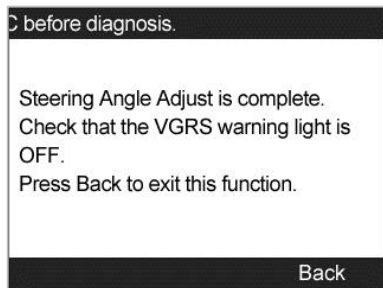 C before diagnosis.
Steering Angle Adjust is complete.
Check that the VGRS warning light is
OFF.
Press Back to exit this function.
Back